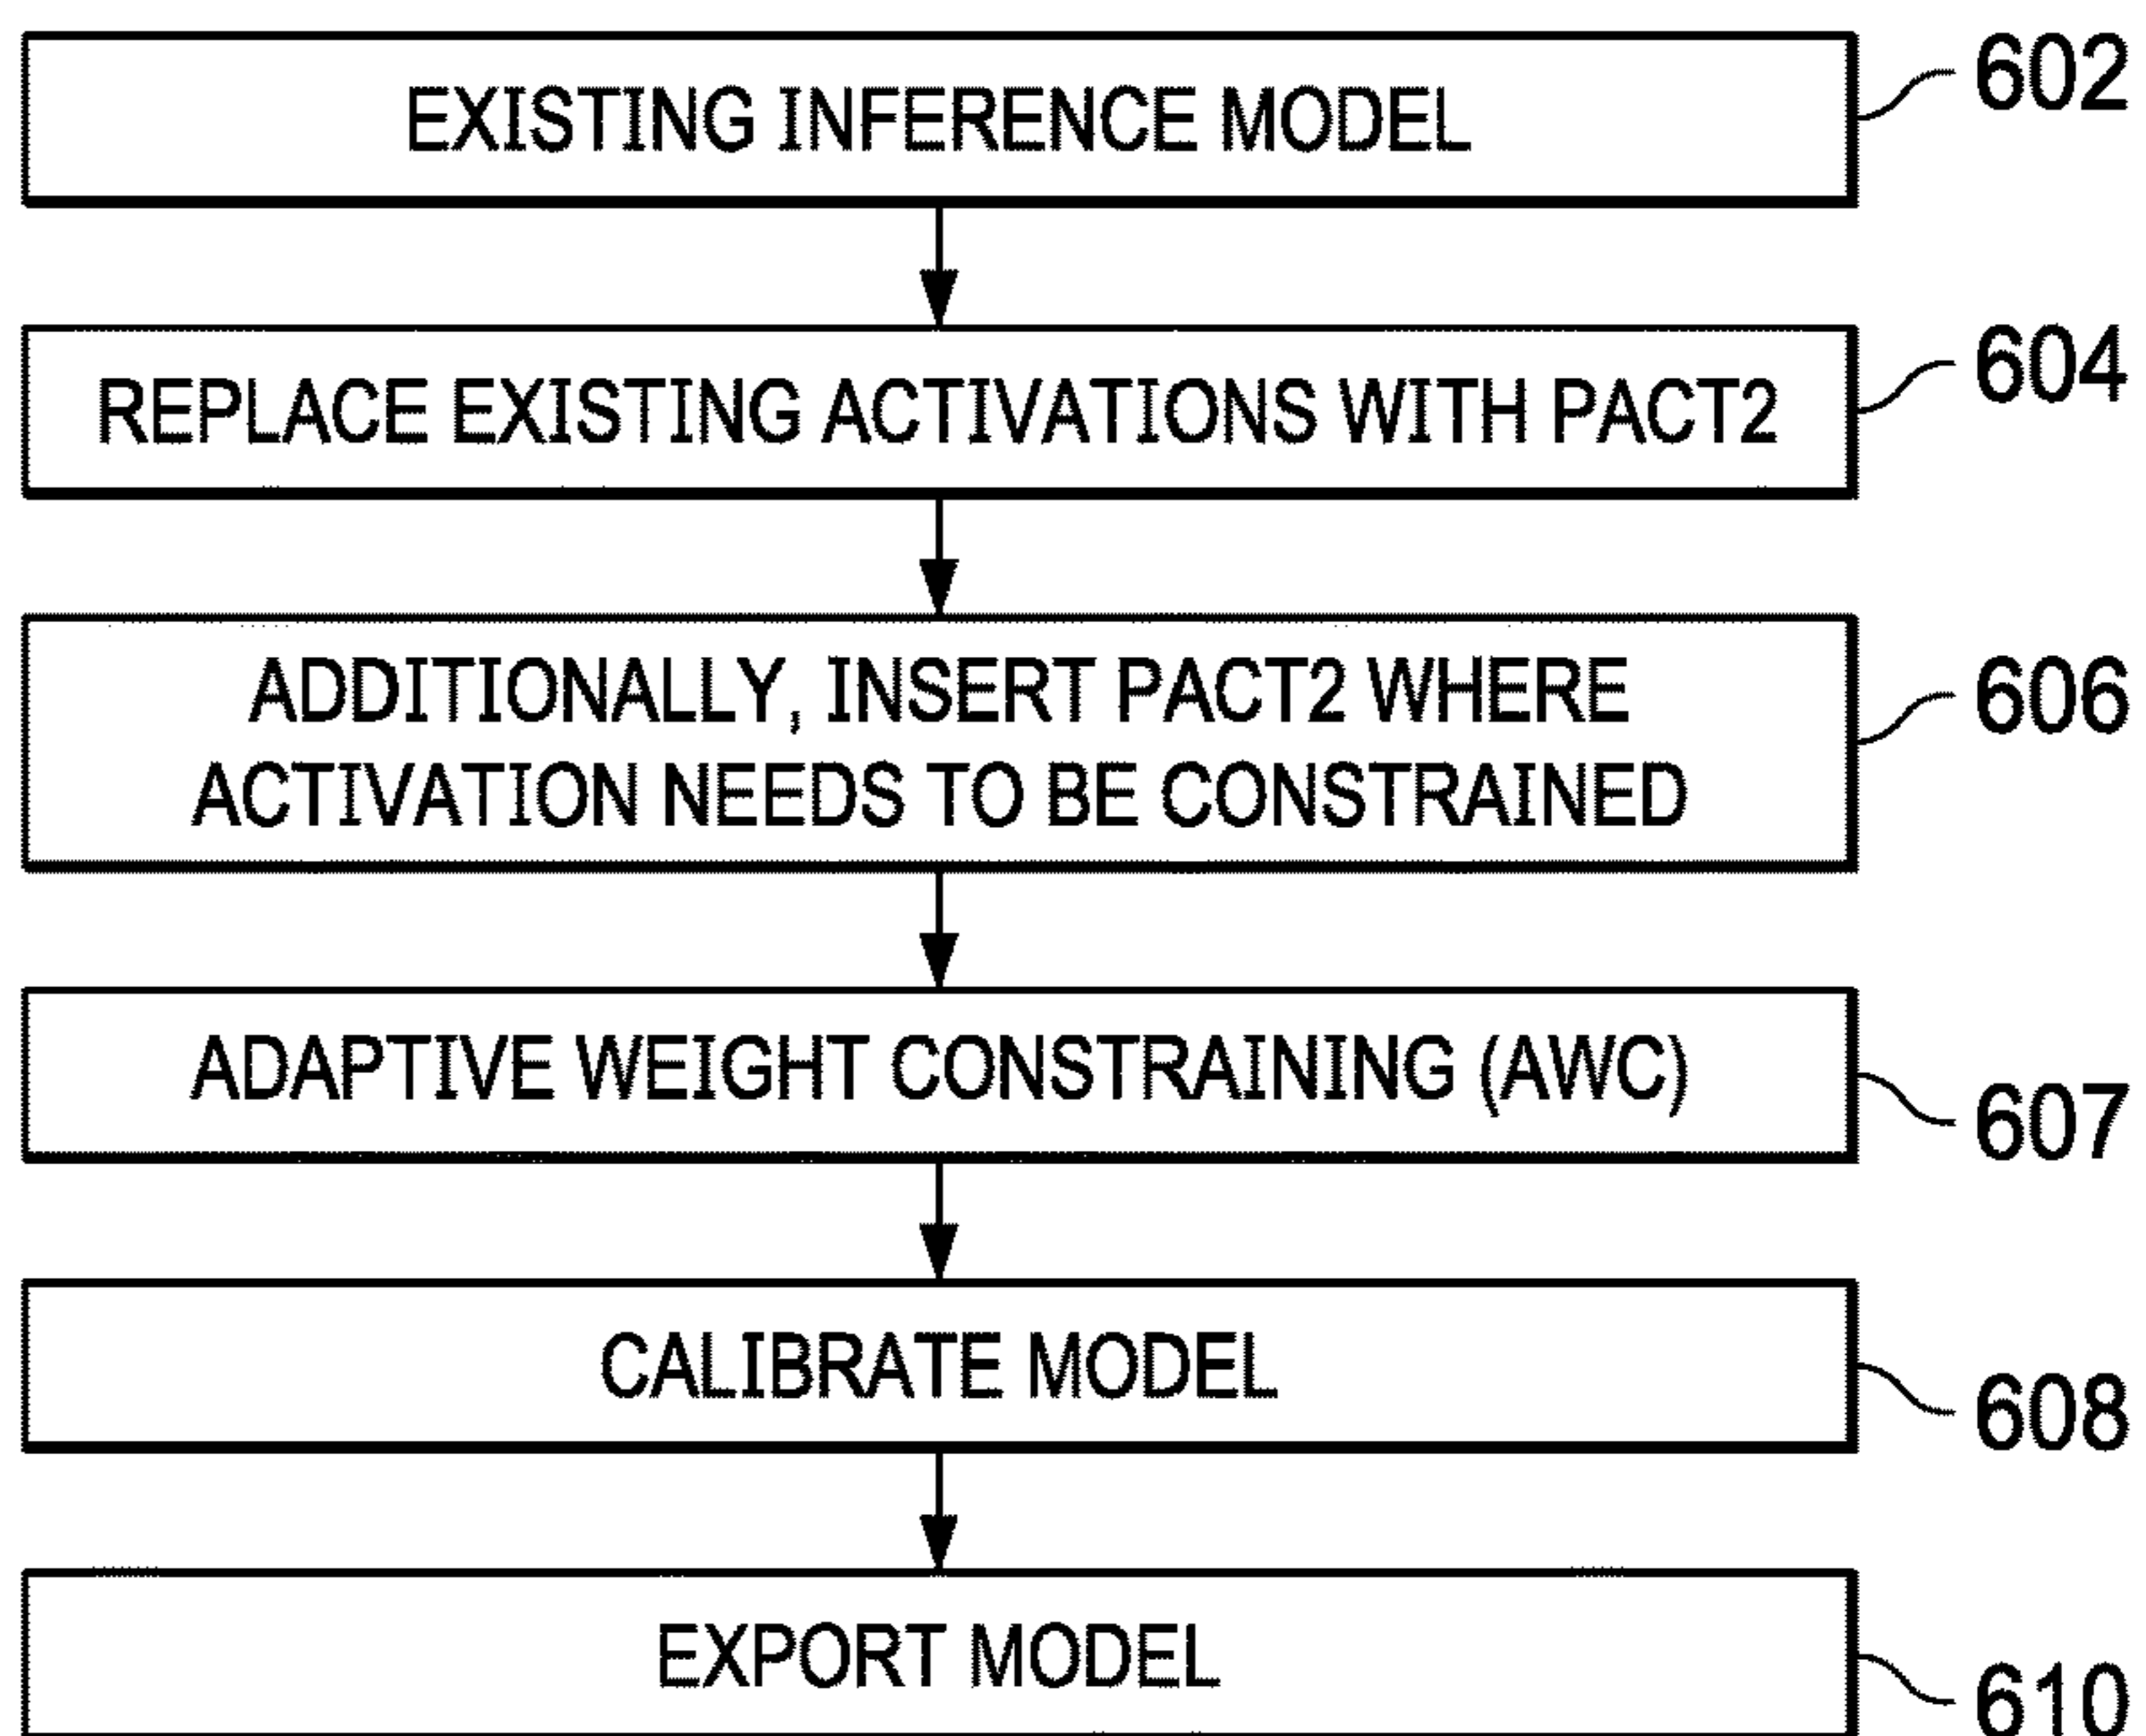 EXISTING INFERENCE MODEL
602
REPLACE EXISTING ACTIVATIONS WITH PACT2
604
ADDITIONALLY, INSERT PACT2 WHERE
ACTIVATION NEEDS TO BE CONSTRAINED
606
ADAPTIVE WEIGHT CONSTRAINING (AWC)
607
CALIBRATE MODEL
608
EXPORT MODEL
610